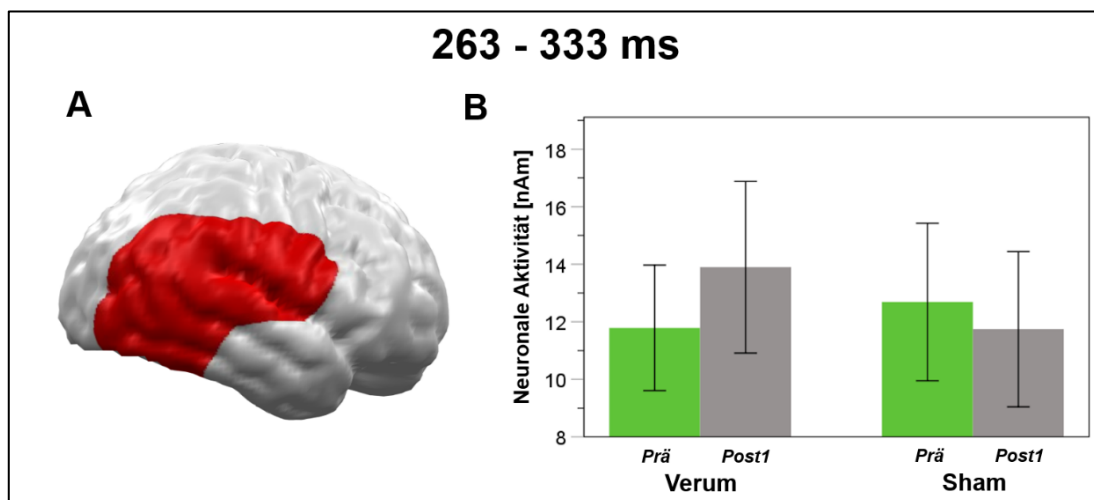 263 - 333 ms
A
B
Neuronale Aktivität [nAm]
18
16
14
12
10
8
Prä Post1 Prä Post1
Verum Sham